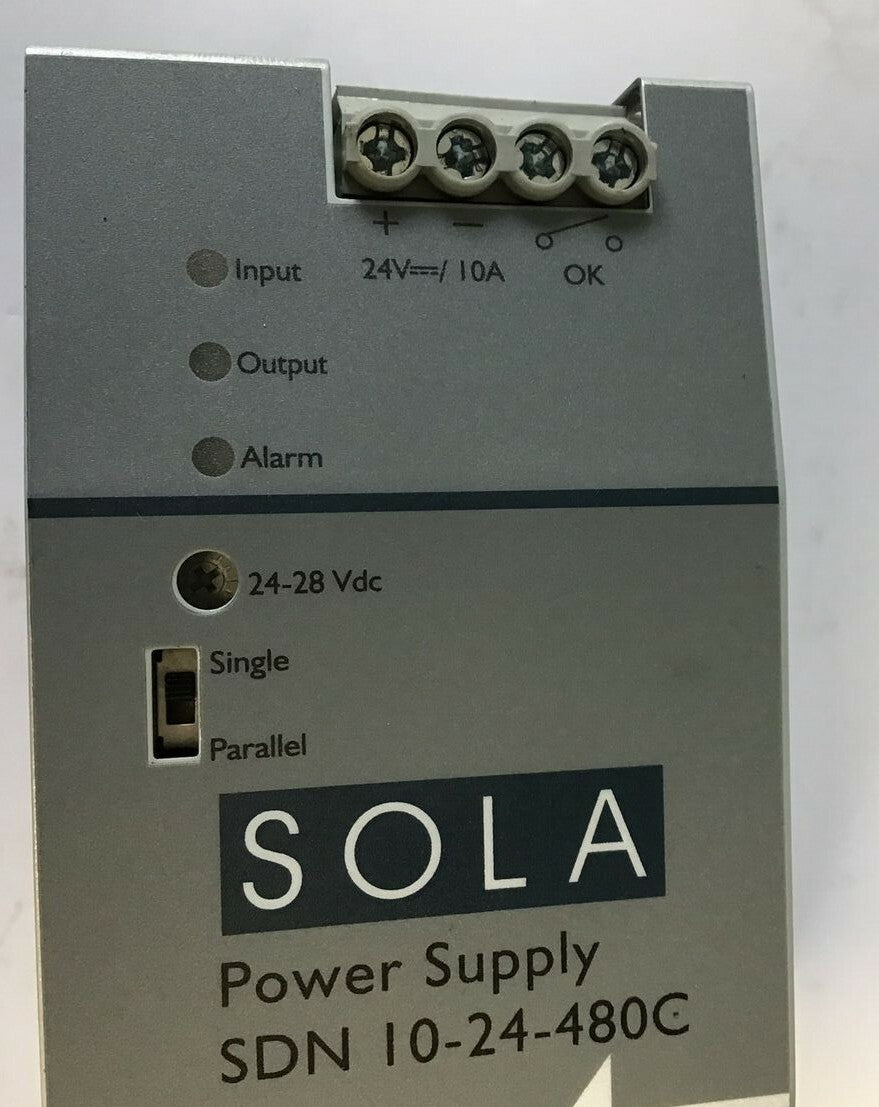 + −
24V⎓/ 10A OK
Input
Output
Alarm
24-28 Vdc
Single
Parallel
SOLA
Power Supply
SDN 10-24-480C